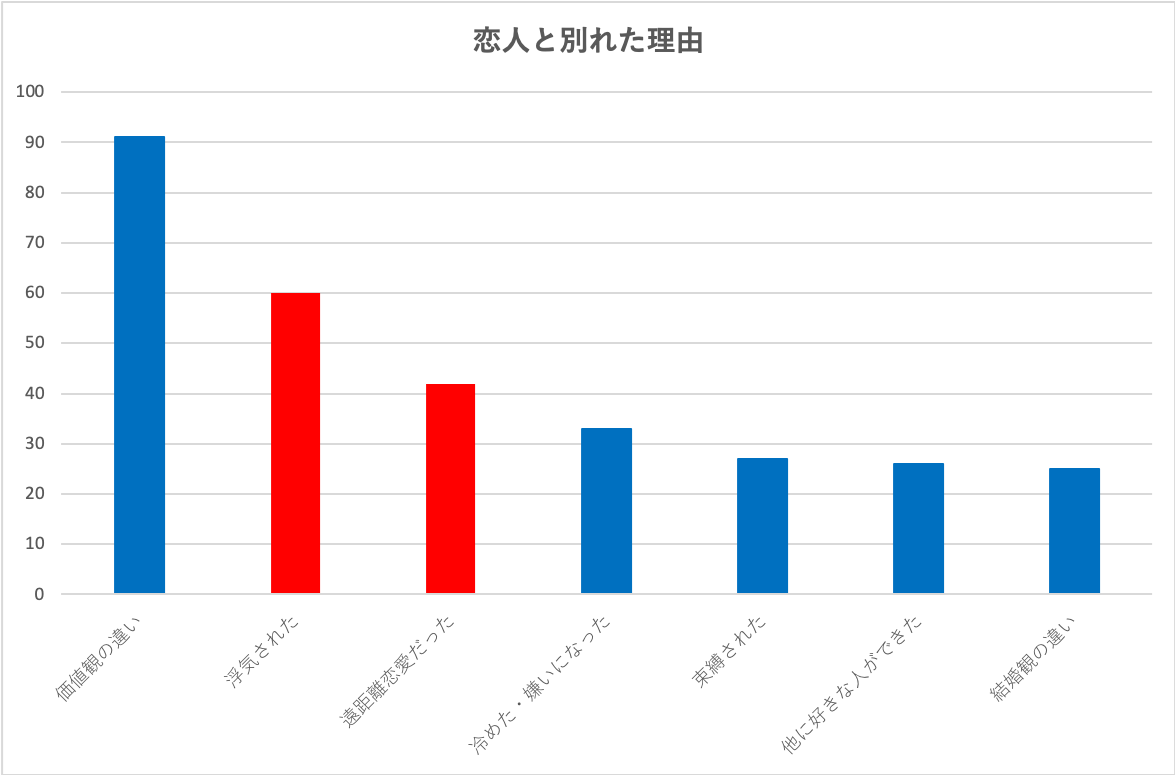 恋人と別れた理由
100
90
80
70
60
50
40
30
20
10
0
価値観の違い
浮気された
遠距離恋愛だった
冷めた・嫌いになった
束縛された
他に好きな人ができた
結婚観の違い